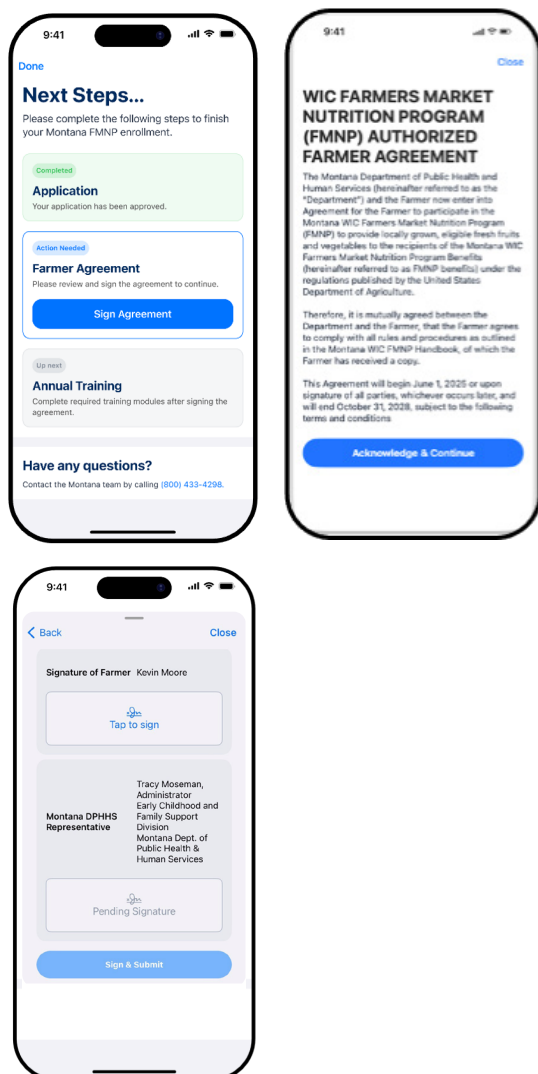 9:41
Done
Next Steps...
Please complete the following steps to finish
your Montana FMNP enrollment.
Completed
Application
Your application has been approved.
Action Needed
Farmer Agreement
Please review and sign the agreement to continue.
Sign Agreement
Up next
Annual Training
Complete required training modules after signing the
agreement.
Have any questions?
Contact the Montana team by calling (800) 433-4298.
9:41
Close
WIC FARMERS MARKET
NUTRITION PROGRAM
(FMNP) AUTHORIZED
FARMER AGREEMENT
The Montana Department of Public Health and
Human Services (hereinafter referred to as the
"Department") and the Farmer now enter into
Agreement for the Farmer to participate in the
Montana WIC Farmers Market Nutrition Program
(FMNP) to provide locally grown, eligible fresh fruits
and vegetables to the recipients of the Montana WIC
Farmers Market Nutrition Program Benefits
(hereinafter referred to as FMNP benefits) under the
regulations published by the United States
Department of Agriculture.
Therefore, it is mutually agreed between the
Department and the Farmer, that the Farmer agrees
to comply with all rules and procedures as outlined
in the Montana WIC FMNP Handbook, of which the
Farmer has received a copy.
This Agreement will begin June 1, 2025 or upon
signature of all parties, whichever occurs later, and
will end October 31, 2028, subject to the following
terms and conditions
Acknowledge & Continue
9:41
Back
Close
Signature of Farmer Kevin Moore
Tap to sign
Montana DPHHS
Representative
Tracy Moseman,
Administrator
Early Childhood and
Family Support
Division
Montana Dept. of
Public Health &
Human Services
Pending Signature
Sign & Submit